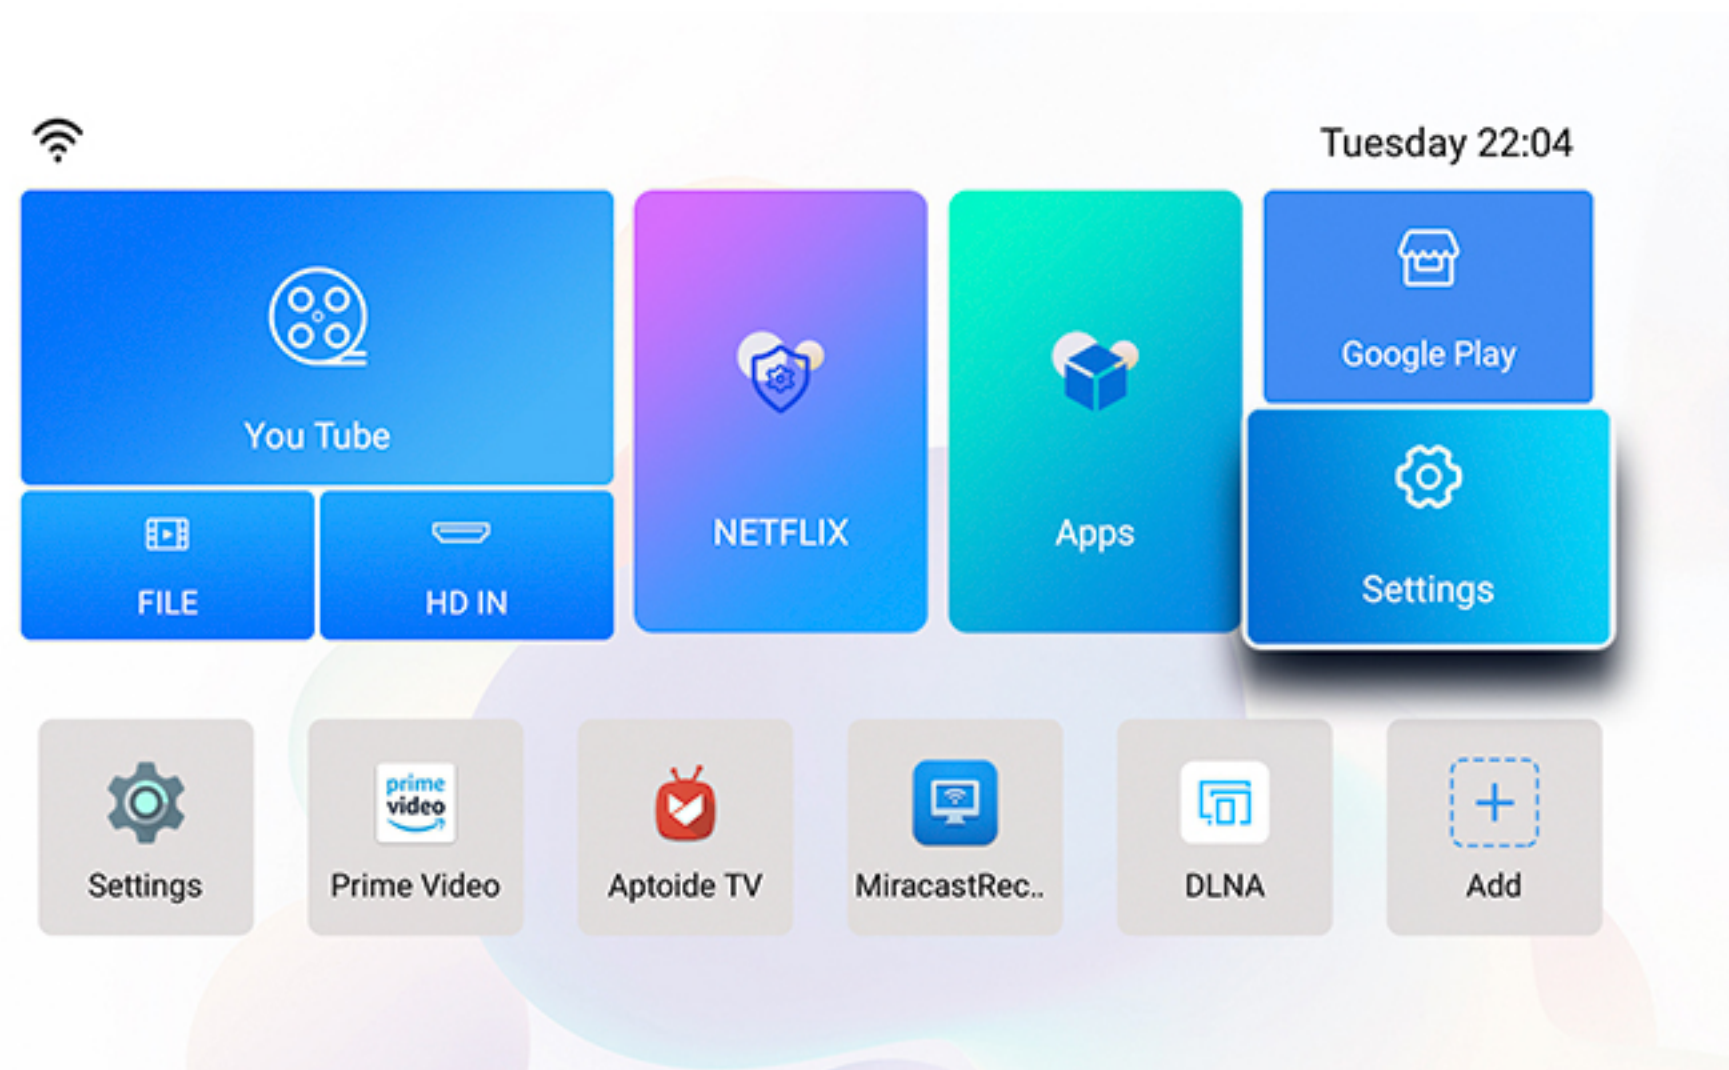 Tuesday 22:04
You Tube
NETFLIX
Apps
Google Play
FILE
HD IN
Settings
Settings
prime
video
Prime Video
Aptoide TV
MiracastRec..
DLNA
Add